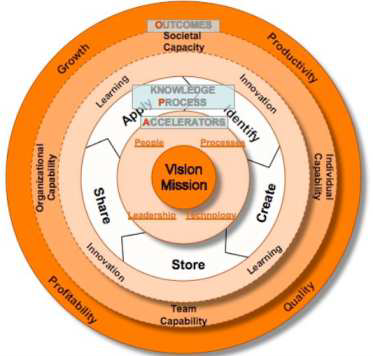 OUTCOMES
Societal
Capacity
Growth
Productivity
Learning
Innovation
KNOWLEDGE
PROCESS
Apply
Identify
ACCELERATORS
People
Processes
Organizational
Capability
Individual
Capability
Vision
Mission
Share
Create
Leadership
Technology
Store
Innovation
Learning
Team
Capability
Profitability
Quality